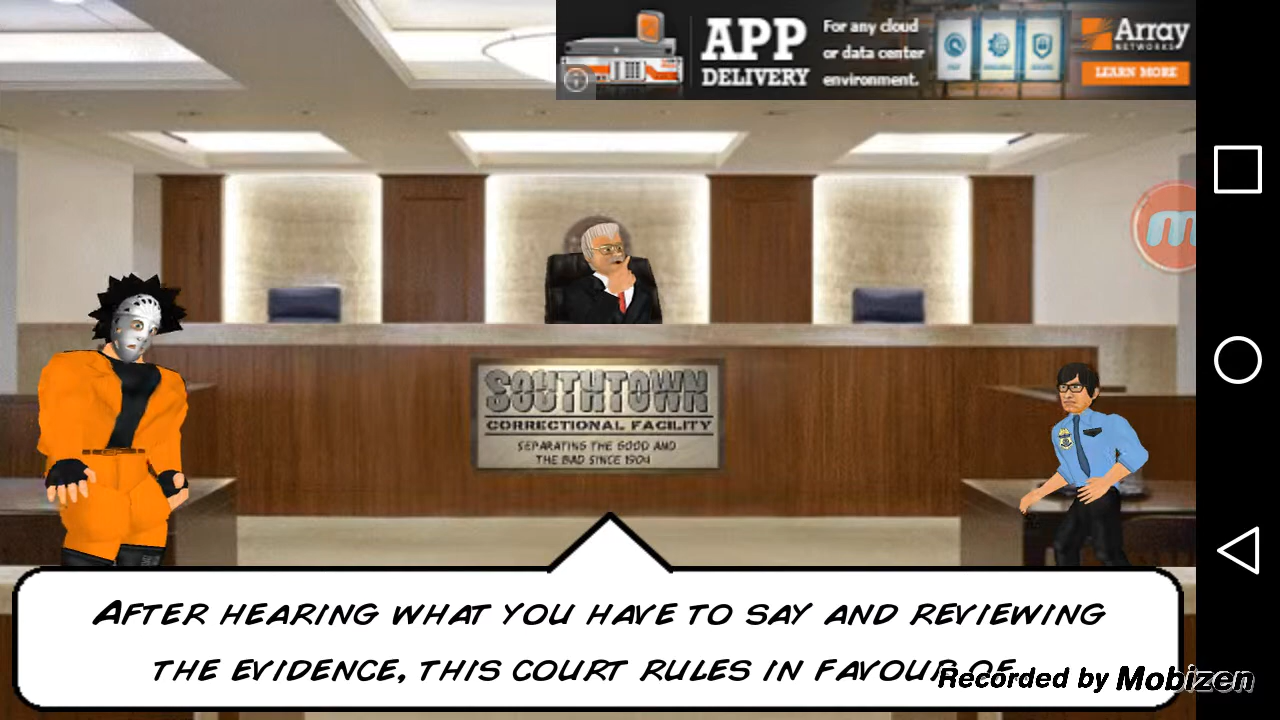 APP
DELIVERY
For any cloud
or data center
environment.
Array
NETWORKS
LEARN MORE
m
SOUTHTOWN
CORRECTIONAL FACILITY
SEPARATING THE GOOD AND
THE BAD SINCE 1904
AFTER HEARING WHAT YOU HAVE TO SAY AND REVIEWING
THE EVIDENCE, THIS COURT RULES IN FAVOUR OF...
Recorded by Mobizen